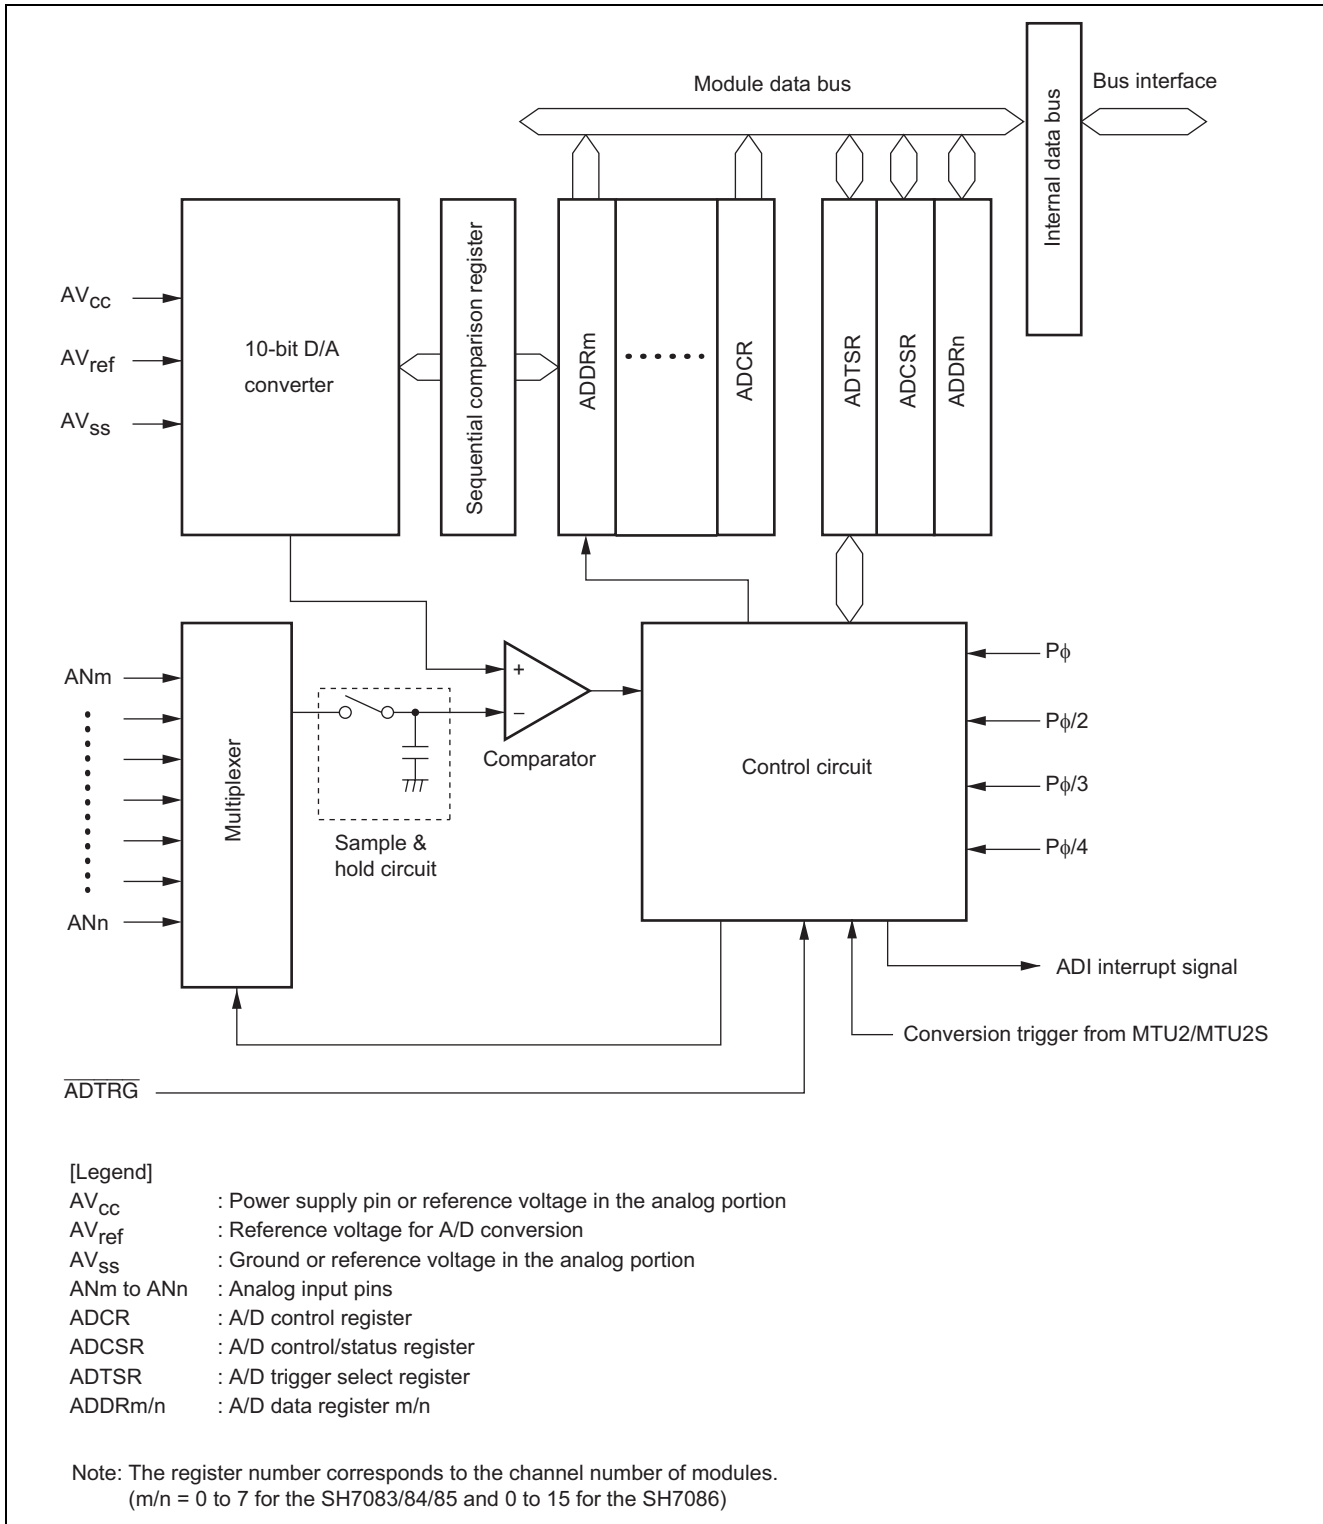 Module data bus
Bus interface
Internal data bus
AVcc
AVref
AVss
10-bit D/A
converter
Sequential comparison register
ADDRm
ADCR
ADTSR
ADCSR
ADDRn
ANm
ANn
Multiplexer
Sample &
hold circuit
+
−
Comparator
Control circuit
Pϕ
Pϕ/2
Pϕ/3
Pϕ/4
ADI interrupt signal
Conversion trigger from MTU2/MTU2S
ADTRG
[Legend]
AVcc : Power supply pin or reference voltage in the analog portion
AVref : Reference voltage for A/D conversion
AVss : Ground or reference voltage in the analog portion
ANm to ANn : Analog input pins
ADCR : A/D control register
ADCSR : A/D control/status register
ADTSR : A/D trigger select register
ADDRm/n : A/D data register m/n
Note: The register number corresponds to the channel number of modules.
(m/n = 0 to 7 for the SH7083/84/85 and 0 to 15 for the SH7086)